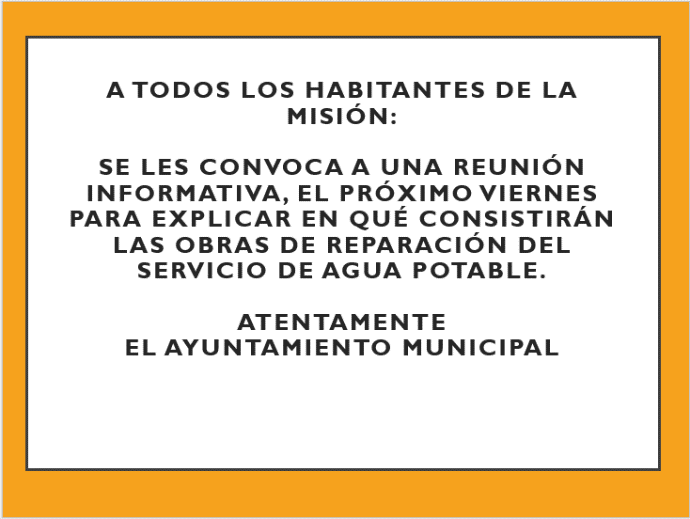 A TODOS LOS HABITANTES DE LA
MISIÓN:
SE LES CONVOCA A UNA REUNIÓN
INFORMATIVA, EL PRÓXIMO VIERNES
PARA EXPLICAR EN QUÉ CONSISTIRÁN
LAS OBRAS DE REPARACIÓN DEL
SERVICIO DE AGUA POTABLE.
ATENTAMENTE
EL AYUNTAMIENTO MUNICIPAL